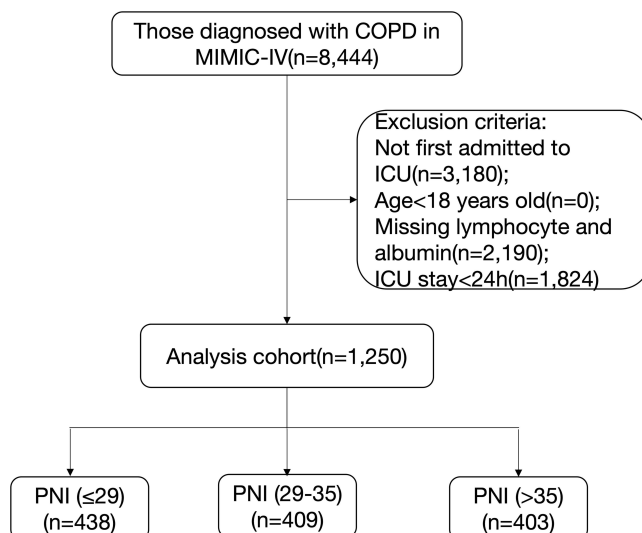 Those diagnosed with COPD in
MIMIC-IV(n=8,444)
Exclusion criteria:
Not first admitted to
ICU(n=3,180);
Age<18 years old(n=0);
Missing lymphocyte and
albumin(n=2,190);
ICU stay<24h(n=1,824)
Analysis cohort(n=1,250)
PNI (≤29)
(n=438)
PNI (29-35)
(n=409)
PNI (>35)
(n=403)